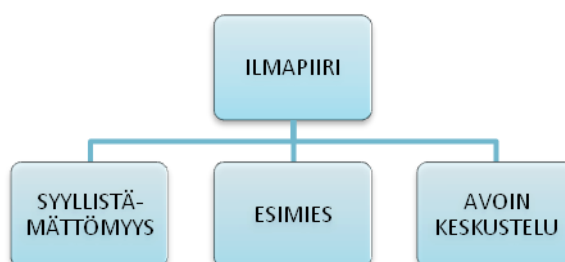 ILMAPIIRI
SYYLLISTÄ-
MÄTTÖMYYS
ESIMIES
AVOIN
KESKUSTELU